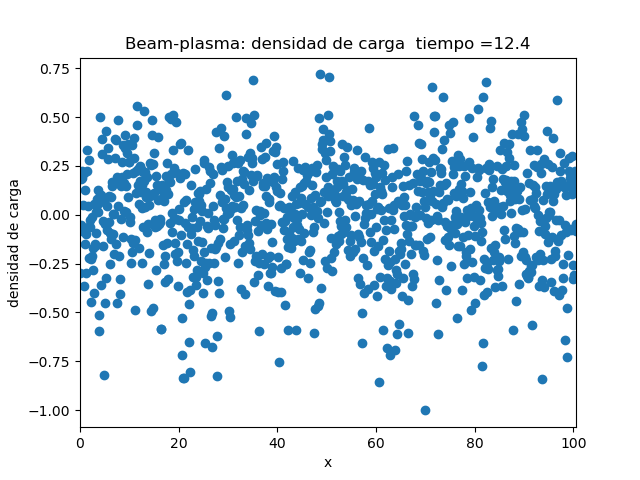 Beam-plasma: densidad de carga  tiempo =12.4
densidad de carga
0.75
0.50
0.25
0.00
−0.25
−0.50
−0.75
−1.00
0 20 40 60 80 100
x